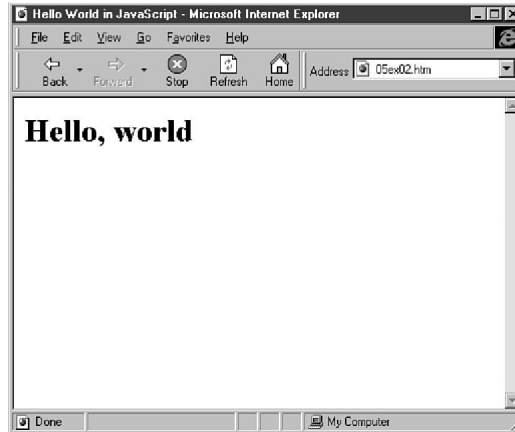 Hello World in JavaScript - Microsoft Internet Explorer
File Edit View Go Favorites Help
Back Forward Stop Refresh Home Address 05ex02.htm
Hello, world
Done My Computer